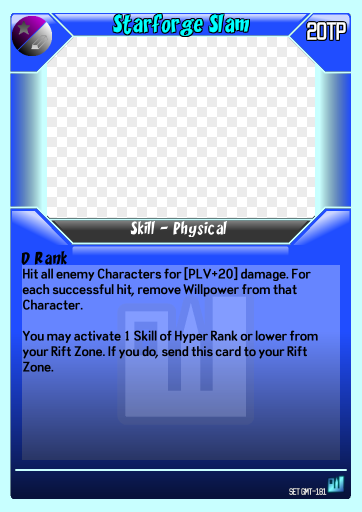 Starforge Slam
20TP
Skill - Physical
D Rank
Hit all enemy Characters for [PLV+20] damage. For
each successful hit, remove Willpower from that
Character.
You may activate 1 Skill of Hyper Rank or lower from
your Rift Zone. If you do, send this card to your Rift
Zone.
SET GMT-181